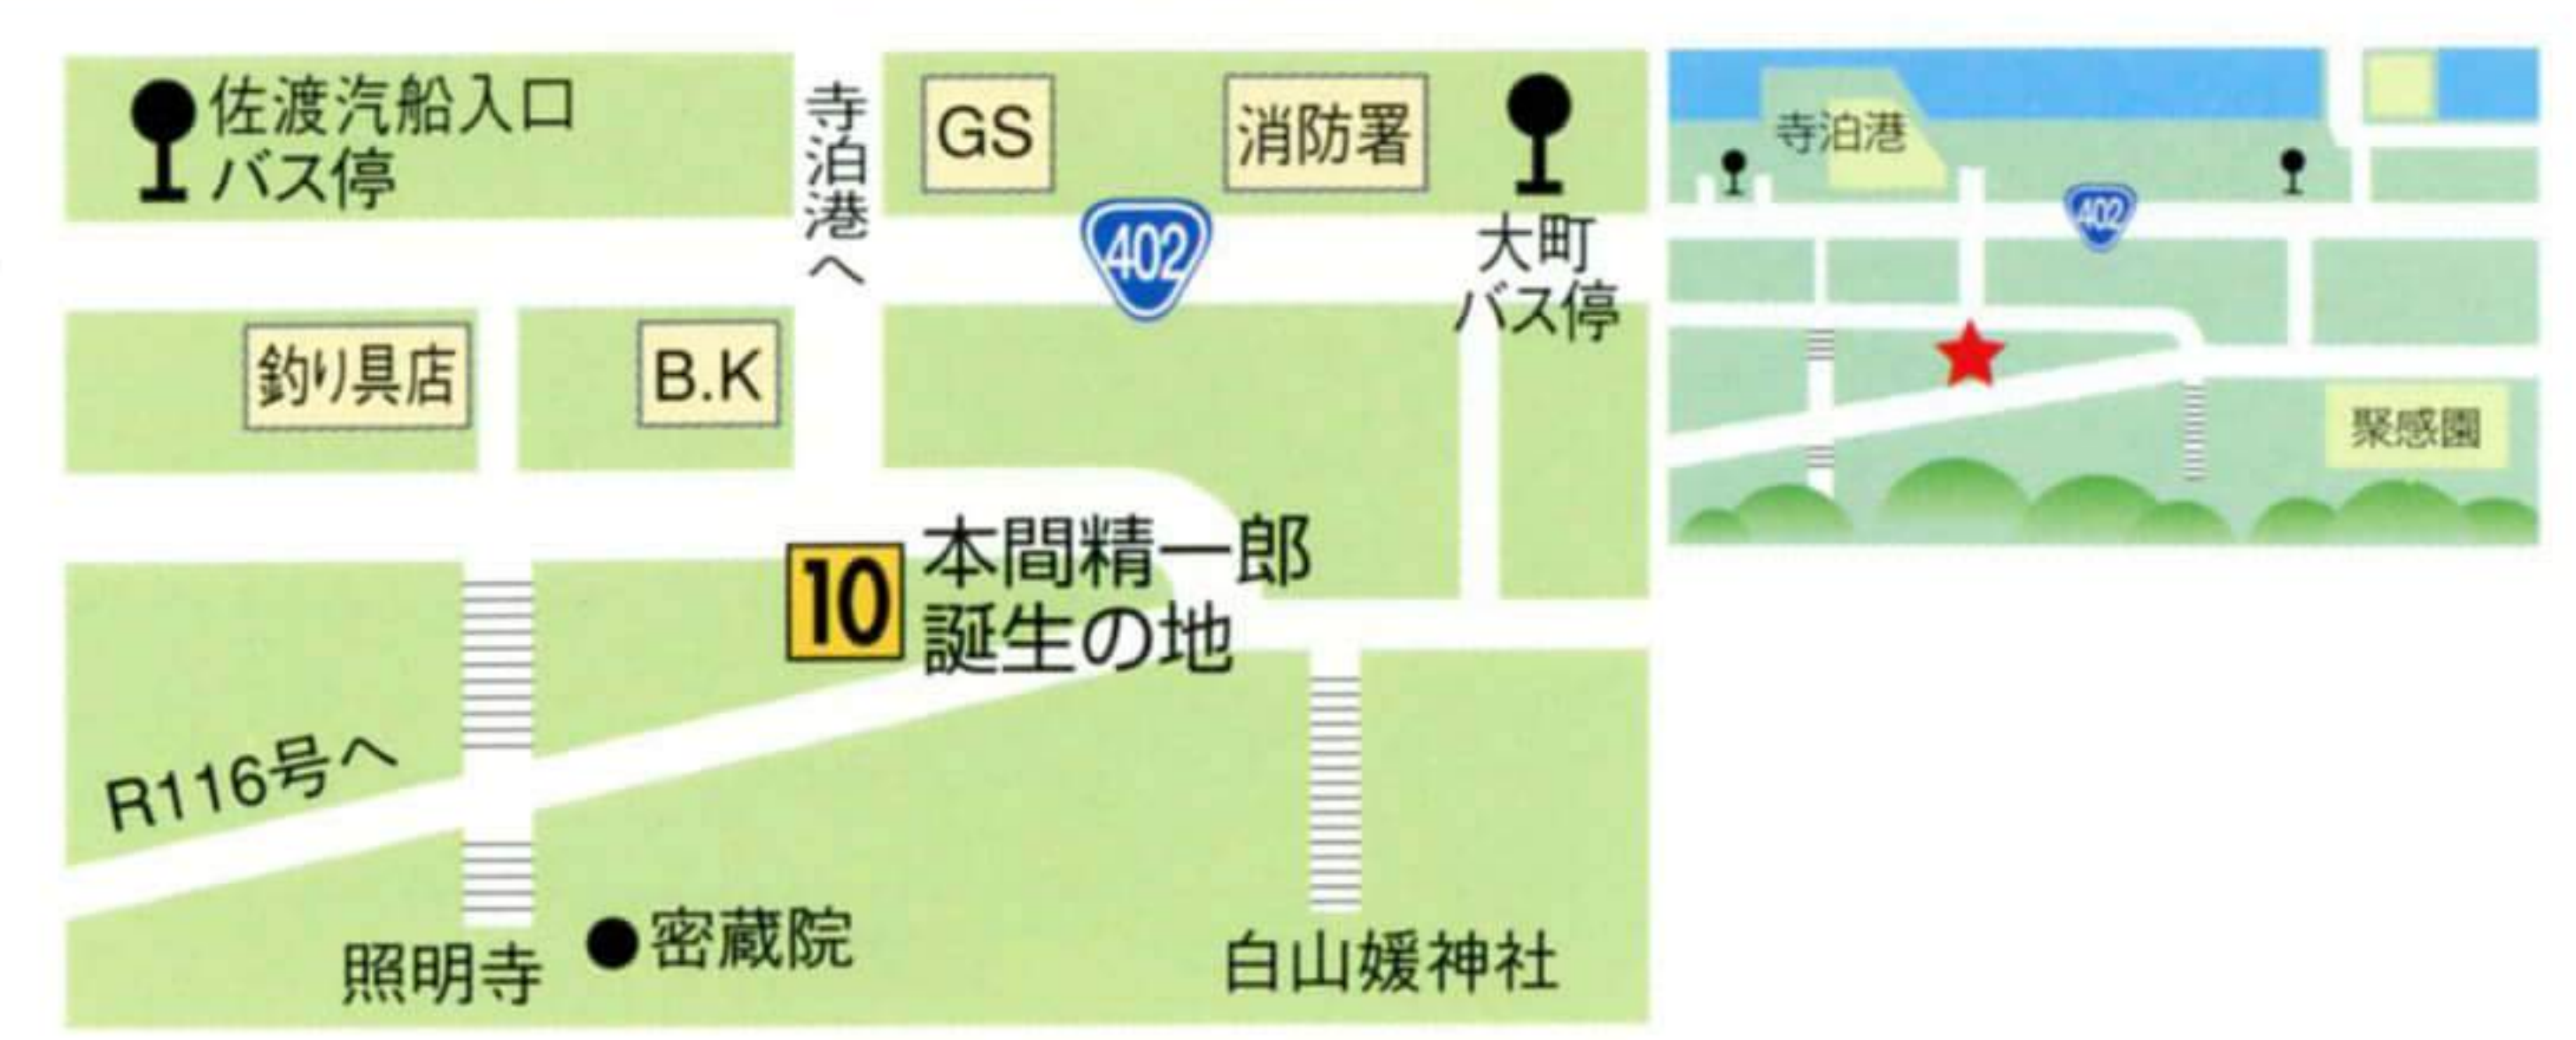 佐渡汽船入口
バス停
寺泊港へ
GS
消防署
402
大町
バス停
釣り具店
B.K
10
本間精一郎
誕生の地
R116号へ
照明寺
密蔵院
白山媛神社
寺泊港
402
聚感園